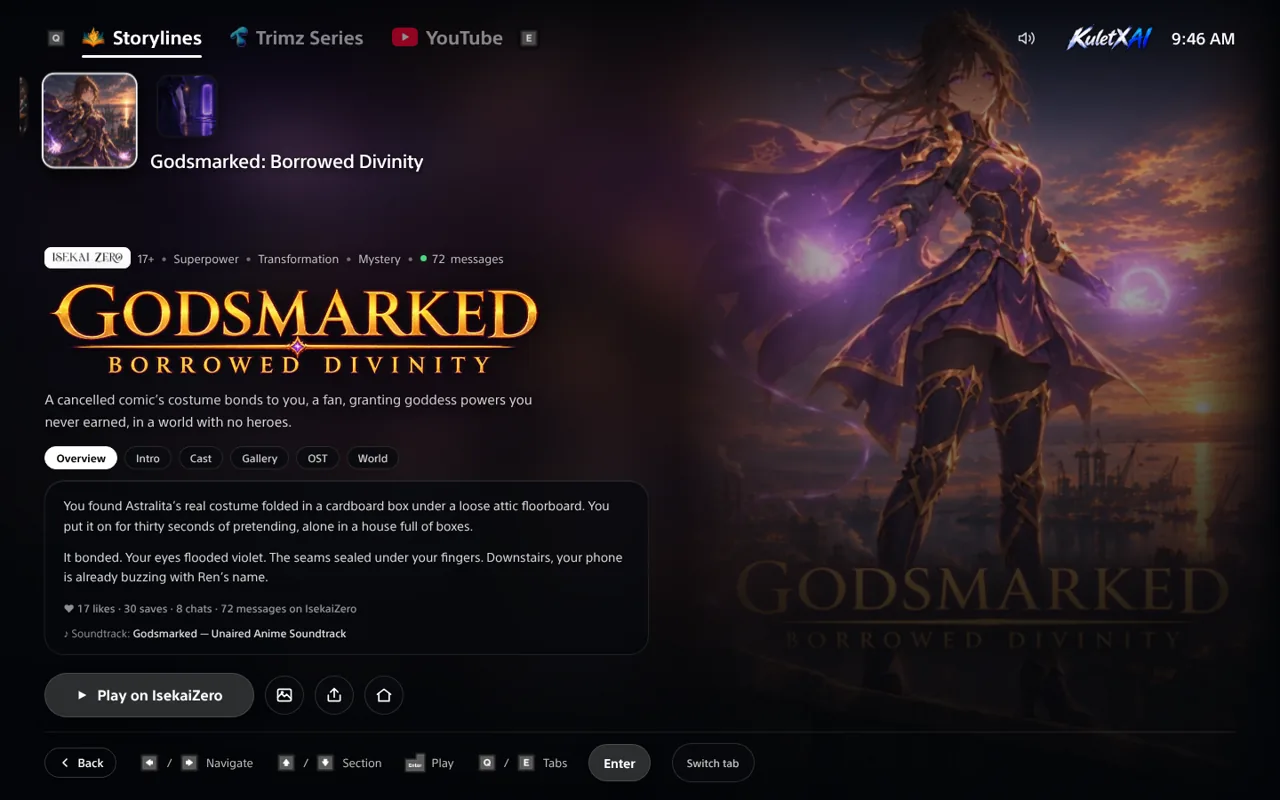 Q Storylines Trimz Series YouTube E
KuletXAI 9:46 AM
Godsmarked: Borrowed Divinity
ISEKAI ZERO 17+ • Superpower • Transformation • Mystery • 72 messages
GODSMARKED
BORROWED DIVINITY
A cancelled comic's costume bonds to you, a fan, granting goddess powers you
never earned, in a world with no heroes.
Overview Intro Cast Gallery OST World
You found Astralita's real costume folded in a cardboard box under a loose attic floorboard. You
put it on for thirty seconds of pretending, alone in a house full of boxes.
It bonded. Your eyes flooded violet. The seams sealed under your fingers. Downstairs, your phone
is already buzzing with Ren's name.
♥ 17 likes · 30 saves · 8 chats · 72 messages on IsekaiZero
♪ Soundtrack: Godsmarked — Unaired Anime Soundtrack
GODSMARKED
BORROWED DIVINITY
Play on IsekaiZero
Back / Navigate / Section Enter Play Q / E Tabs Enter Switch tab